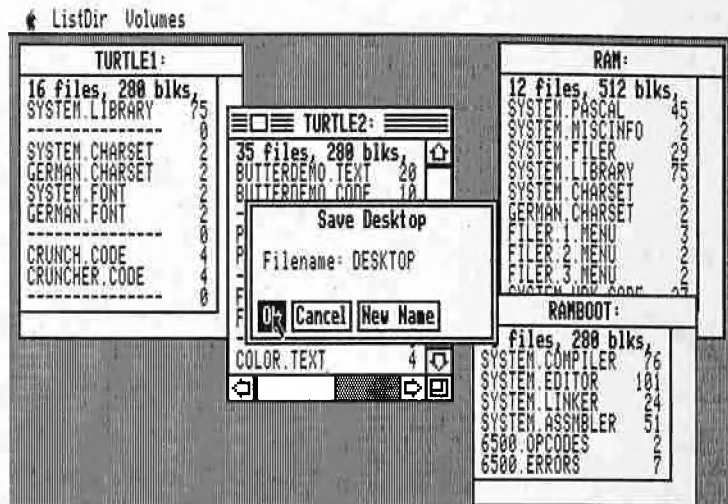 ListDir Volumes
TURTLE1:
16 files, 280 blks,
SYSTEM.LIBRARY 75
---------------- 0
SYSTEM.CHARSET 2
GERMAN.CHARSET 2
SYSTEM.FONT 2
GERMAN.FONT 2
---------------- 0
CRUNCH.CODE 4
CRUNCHER.CODE 4
---------------- 0
TURTLE2:
35 files, 280 blks,
BUTTERDEMO.TEXT 20
BUTTERDEMO.CODE 10
COLOR.TEXT 4
Save Desktop
Filename: DESKTOP
Ok Cancel New Name
RAM:
12 files, 512 blks,
SYSTEM.PASCAL 45
SYSTEM.MISCINFO 2
SYSTEM.FILER 29
SYSTEM.LIBRARY 75
SYSTEM.CHARSET 2
GERMAN.CHARSET 2
FILER.1.MENU 3
FILER.2.MENU 2
FILER.3.MENU 2
RAMBOOT:
files, 280 blks,
SYSTEM.COMPILER 76
SYSTEM.EDITOR 101
SYSTEM.LINKER 24
SYSTEM.ASSMBLER 51
6500.OPCODES 2
6500.ERRORS 7